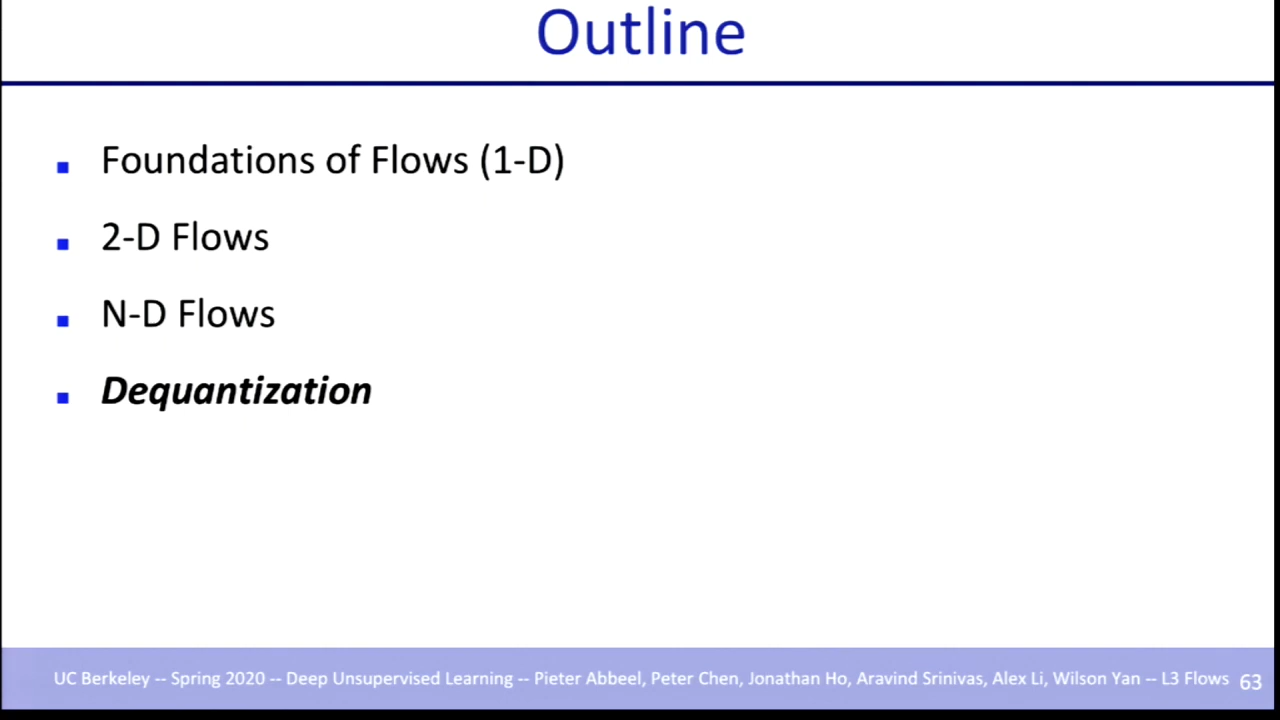 Outline
Foundations of Flows (1-D)
2-D Flows
N-D Flows
Dequantization
UC Berkeley -- Spring 2020 -- Deep Unsupervised Learning -- Pieter Abbeel, Peter Chen, Jonathan Ho, Aravind Srinivas, Alex Li, Wilson Yan -- L3 Flows 63